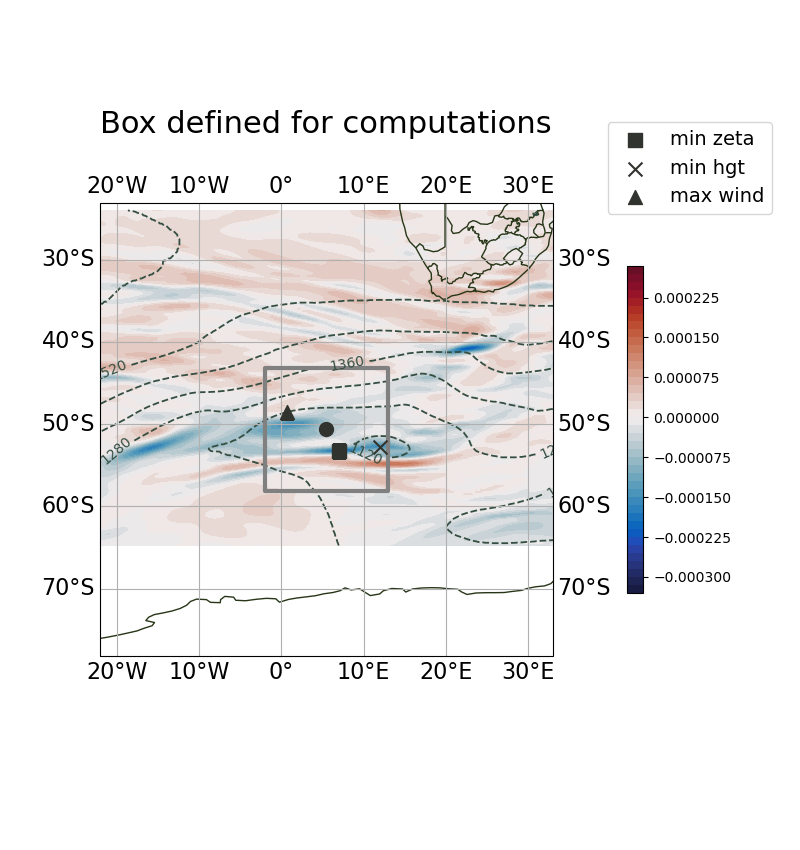 Box defined for computations
min zeta
min hgt
max wind
20°W 10°W 0° 10°E 20°E 30°E
30°S 30°S
40°S 40°S
50°S 50°S
60°S 60°S
70°S 70°S
520
1360
1280
20°W 10°W 0° 10°E 20°E 30°E
0.000225
0.000150
0.000075
0.000000
−0.000075
−0.000150
−0.000225
−0.000300